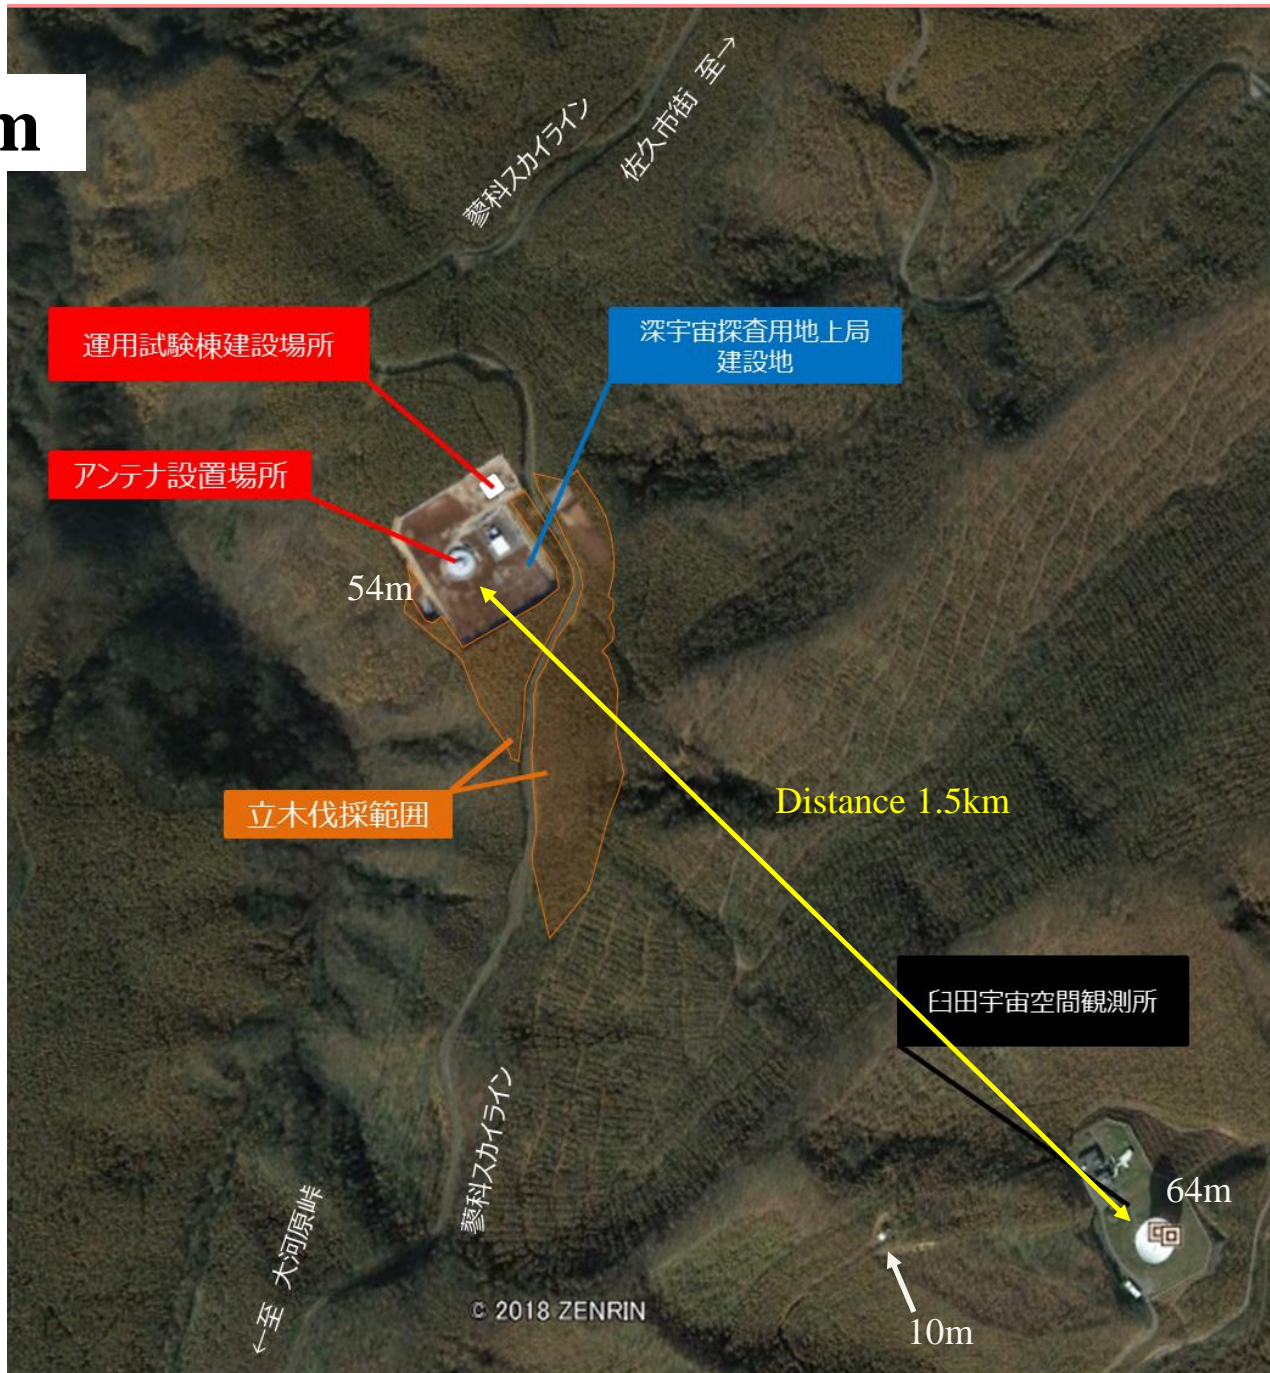 m
蓼科スカイライン
佐久市街 至→
運用試験棟建設場所
深宇宙探査用地上局
建設地
アンテナ設置場所
54m
Distance 1.5km
立木伐採範囲
臼田宇宙空間観測所
蓼科スカイライン
64m
←至 大河原峠
© 2018 ZENRIN
10m